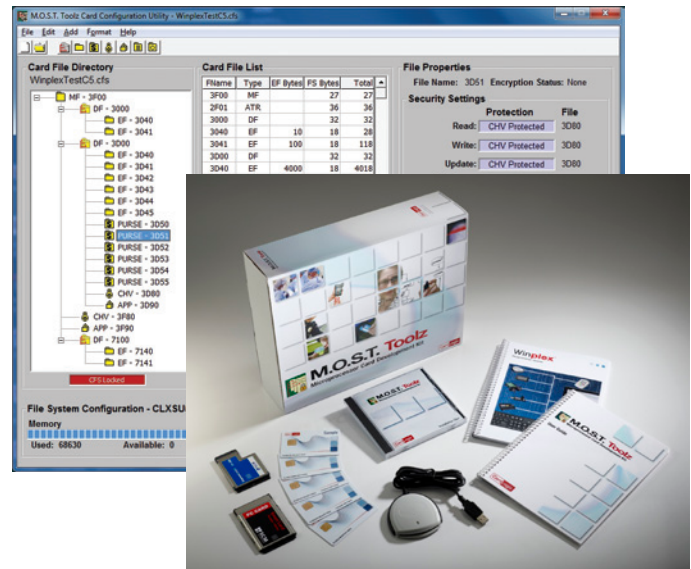 M.O.S.T. Toolz Card Configuration Utility - WinplexTestC5.cfs
File Edit Add Format Help
Card File Directory
WinplexTestC5.cfs
MF - 3F00
DF - 3000
EF - 3040
EF - 3041
DF - 3D00
EF - 3D40
EF - 3D41
EF - 3D42
EF - 3D43
EF - 3D44
EF - 3D45
PURSE - 3D50
PURSE - 3D51
PURSE - 3D52
PURSE - 3D53
PURSE - 3D54
PURSE - 3D55
CHV - 3D80
APP - 3D90
CHV - 3F80
APP - 3F90
DF - 7100
EF - 7140
EF - 7141
CFS Locked
Card File List
FName Type EF Bytes FS Bytes Total
3F00 MF 27 27
2F01 ATR 36 36
3000 DF 32 32
3040 EF 10 18 28
3041 EF 100 18 118
3D00 DF 32 32
3D40 EF 4000 18 4018
File Properties
File Name: 3D51 Encryption Status: None
Security Settings
Protection File
Read: CHV Protected 3D80
Write: CHV Protected 3D80
Update: CHV Protected 3D80
File System Configuration - CLXSU
Memory
Used: 68630 Available: 0
M.O.S.T. Toolz
Microprocessor Card Development Kit
M.O.S.T. Toolz
Winplex
M.O.S.T. Toolz
User Guide